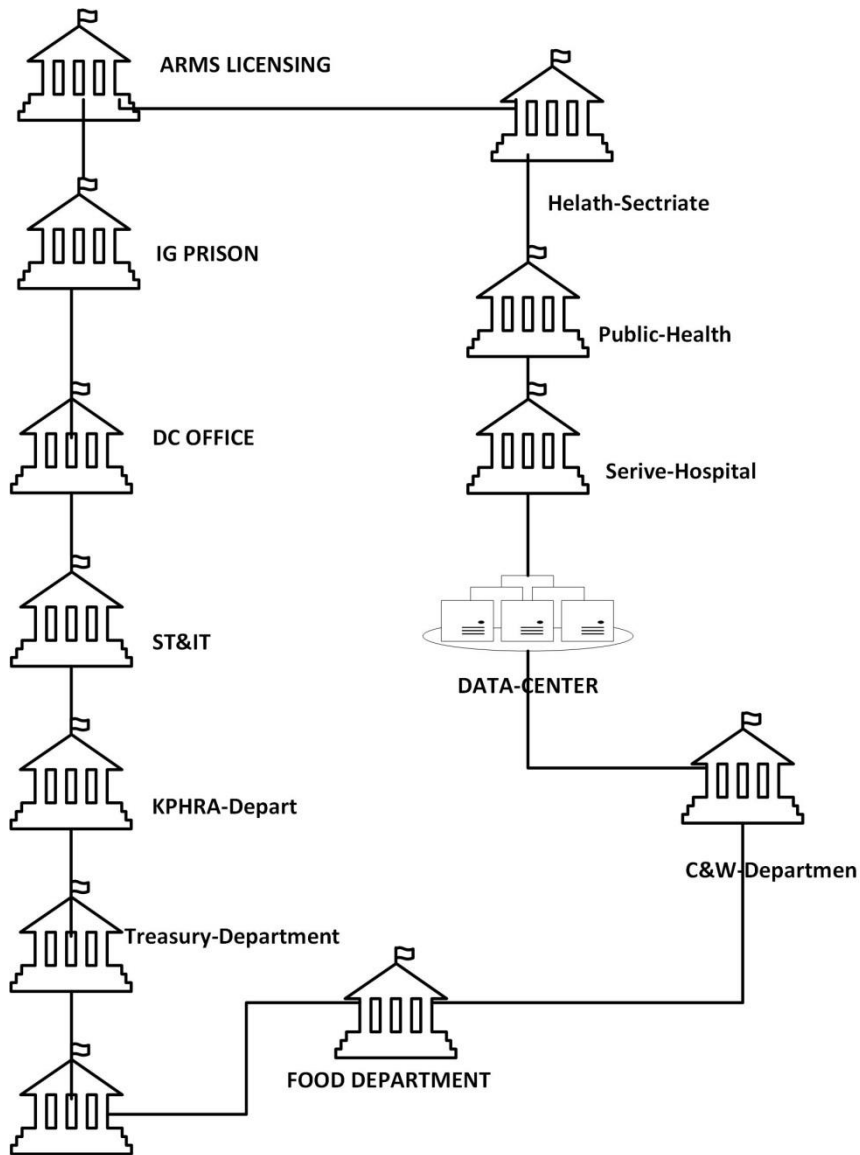 ARMS LICENSING
Helath-Sectriate
IG PRISON
Public-Health
DC OFFICE
Serive-Hospital
ST&IT
DATA-CENTER
KPHRA-Depart
C&W-Departmen
Treasury-Department
FOOD DEPARTMENT